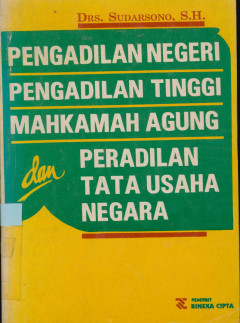 DRS. SUDARSONO, S.H.
PENGADILAN NEGERI
PENGADILAN TINGGI
MAHKAMAH AGUNG
dan PERADILAN
TATA USAHA
NEGARA
PENERBIT
RINEKA CIPTA